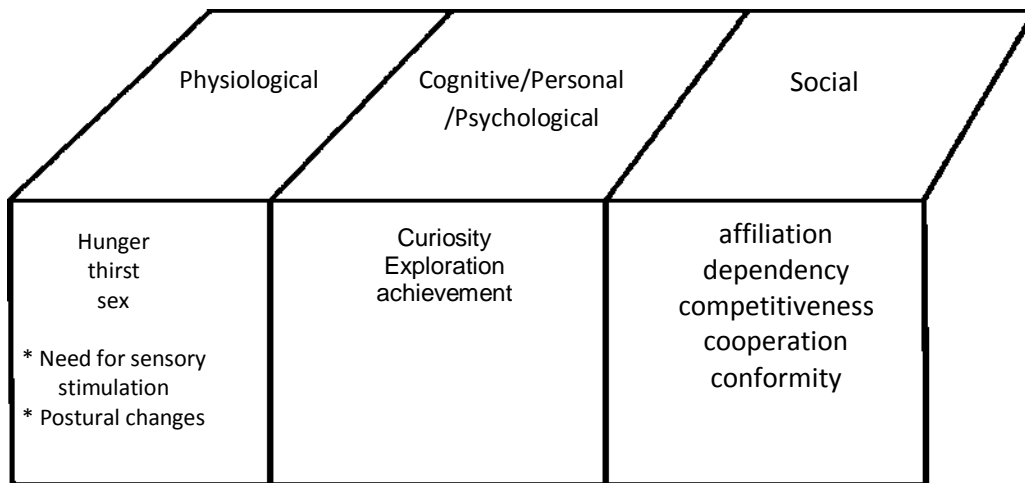 Physiological
Cognitive/Personal
/Psychological
Social
Hunger
thirst
sex
* Need for sensory
stimulation
* Postural changes
Curiosity
Exploration
achievement
affiliation
dependency
competitiveness
cooperation
conformity